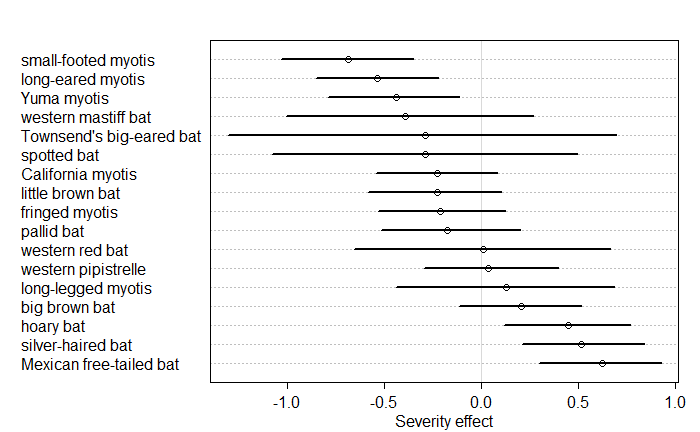 small-footed myotis
long-eared myotis
Yuma myotis
western mastiff bat
Townsend's big-eared bat
spotted bat
California myotis
little brown bat
fringed myotis
pallid bat
western red bat
western pipistrelle
long-legged myotis
big brown bat
hoary bat
silver-haired bat
Mexican free-tailed bat
-1.0 -0.5 0.0 0.5 1.0
Severity effect